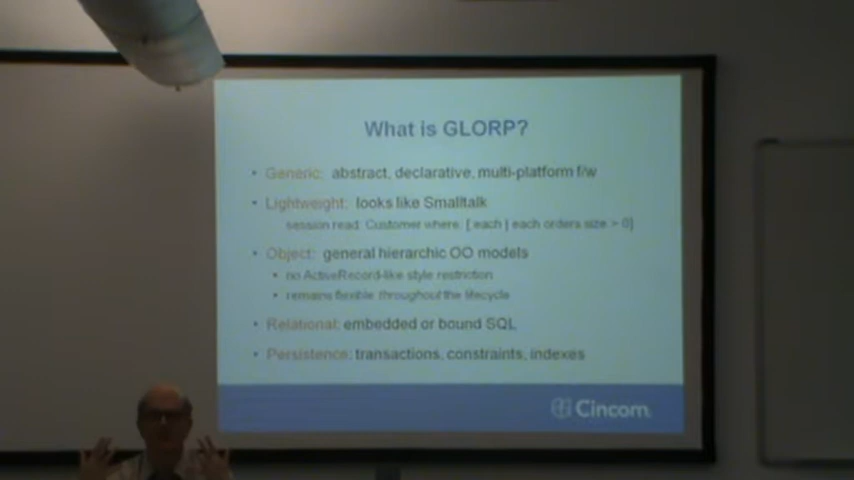 What is GLORP?
• Generic: abstract, declarative, multi-platform f/w
• Lightweight: looks like Smalltalk
session read: Customer where: [ each | each orders size > 0]
• Object: general hierarchic OO models
• no ActiveRecord-like style restriction
• remains flexible throughout the lifecycle
• Relational: embedded or bound SQL
• Persistence: transactions, constraints, indexes
Cincom